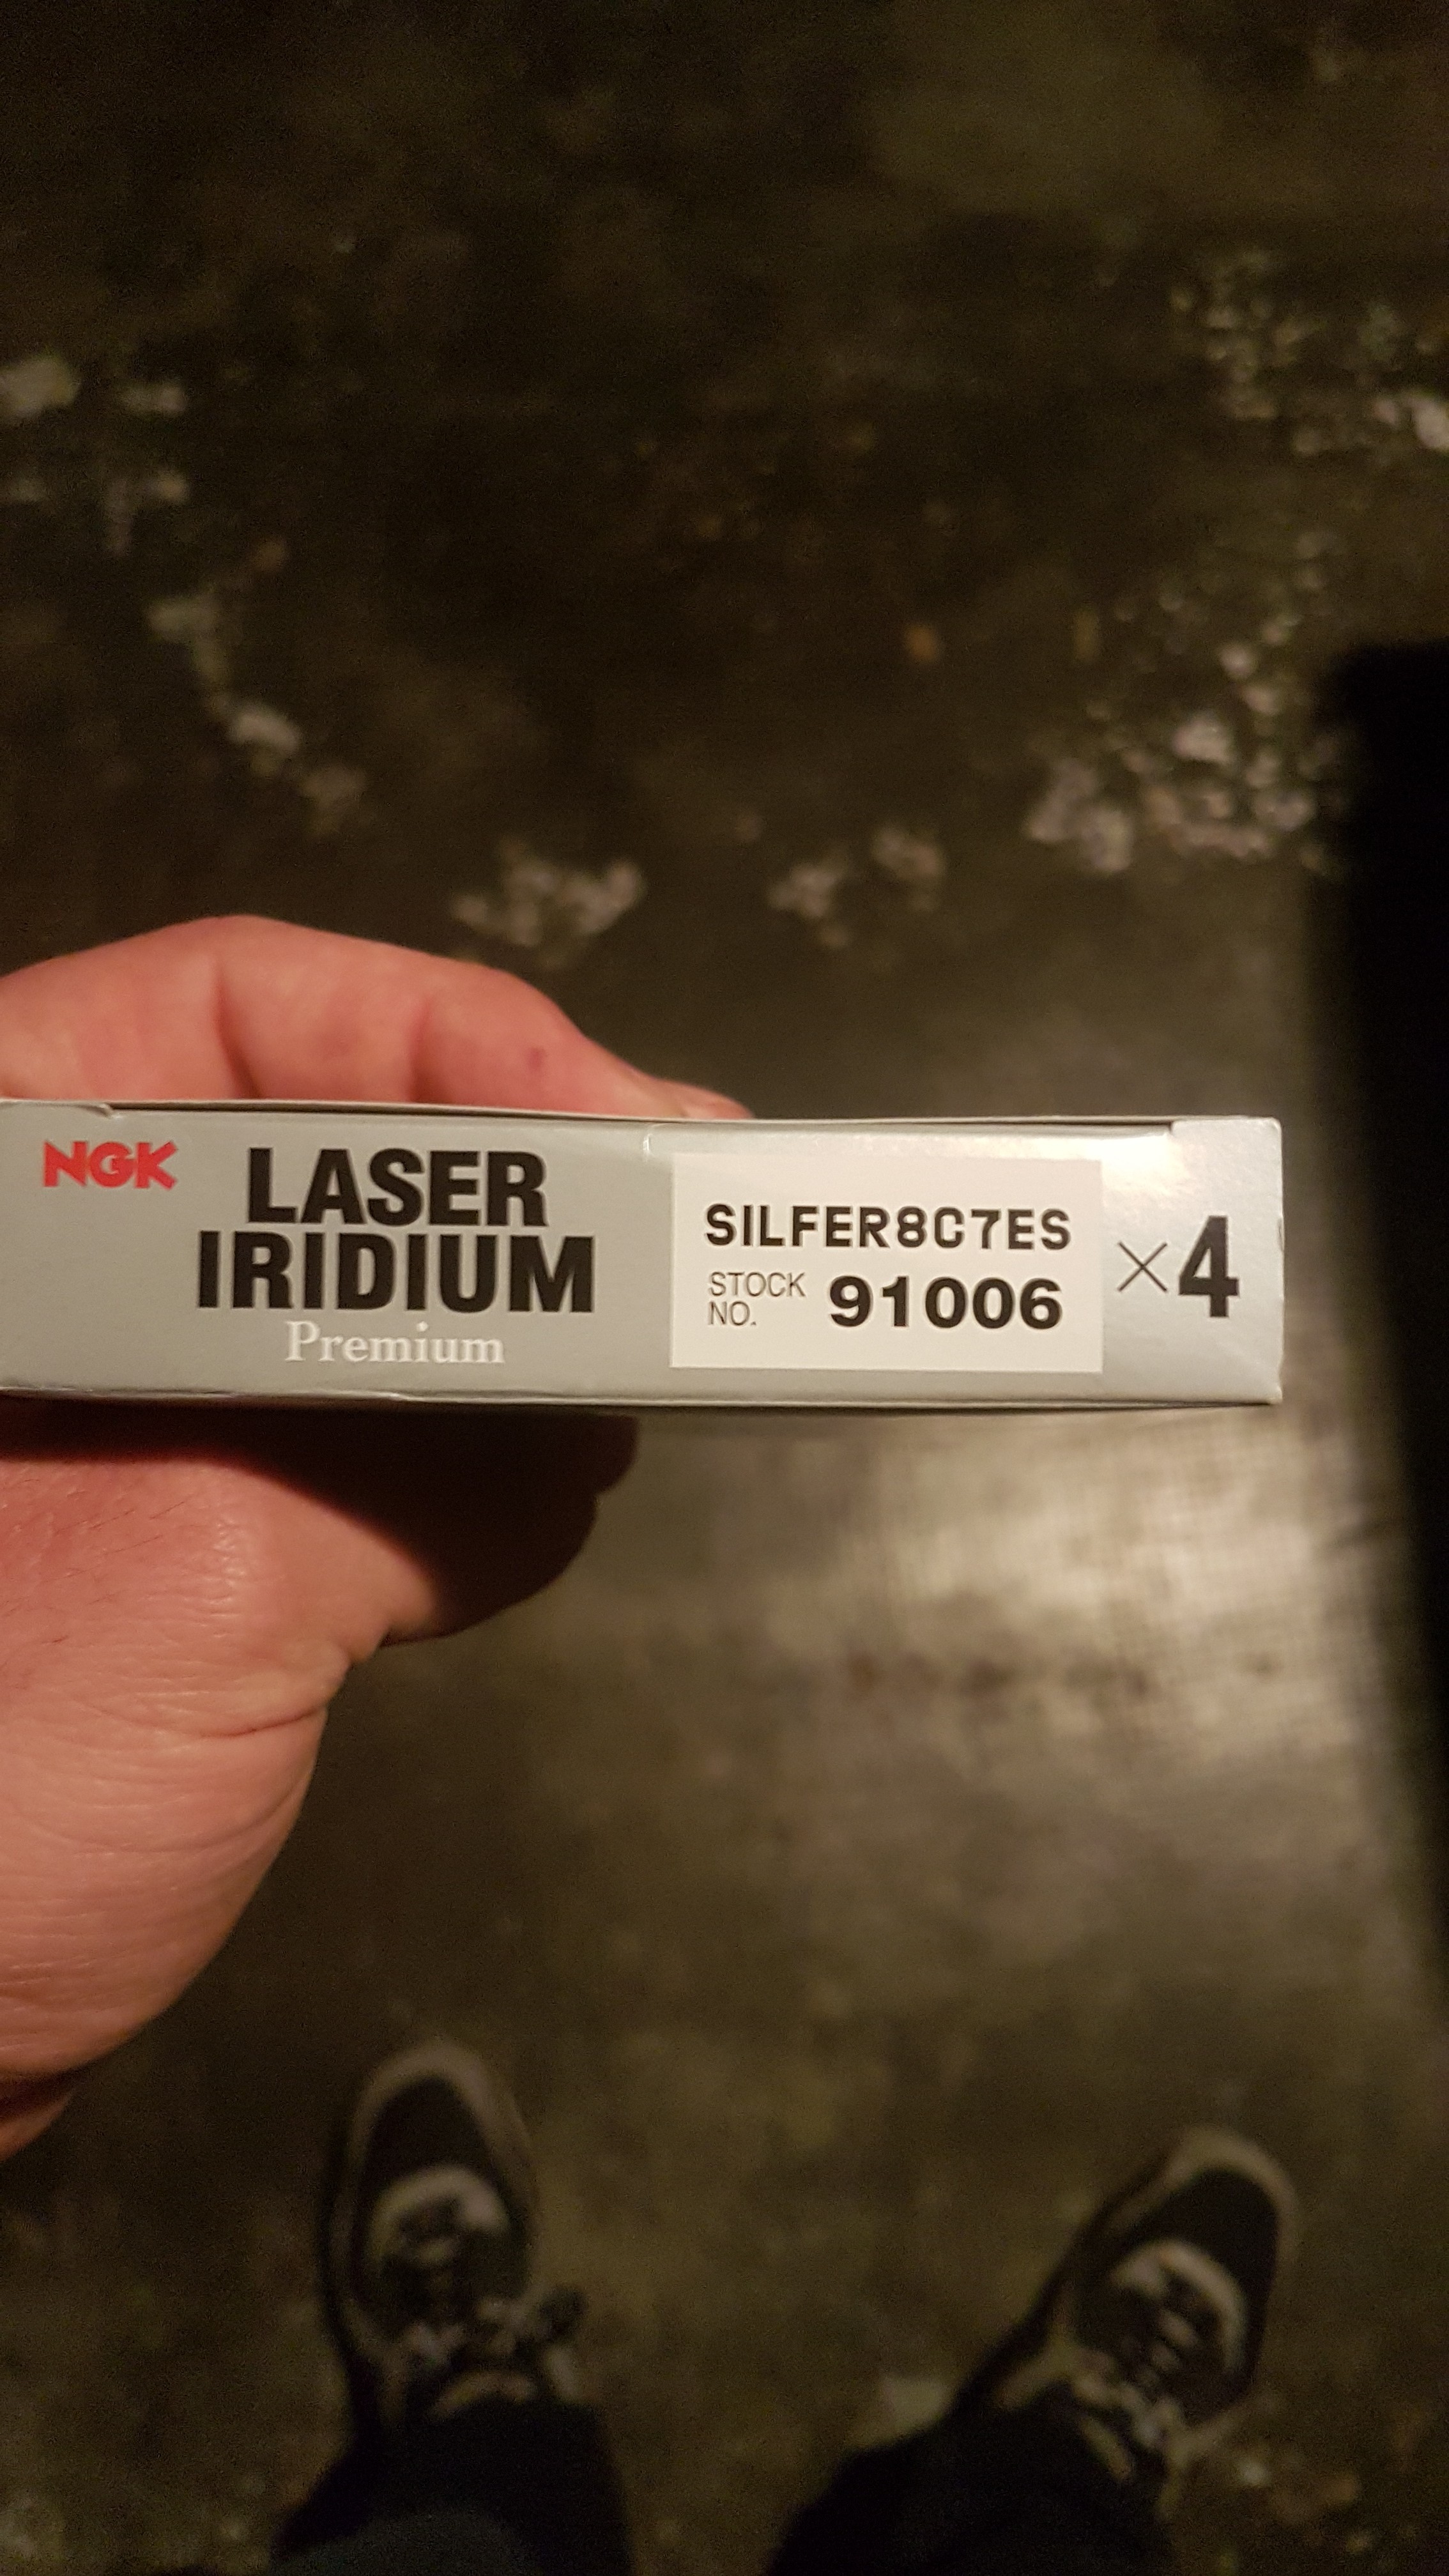 NGK
LASER
IRIDIUM
Premium
SILFER8C7ES
STOCK
NO.
91006
×4